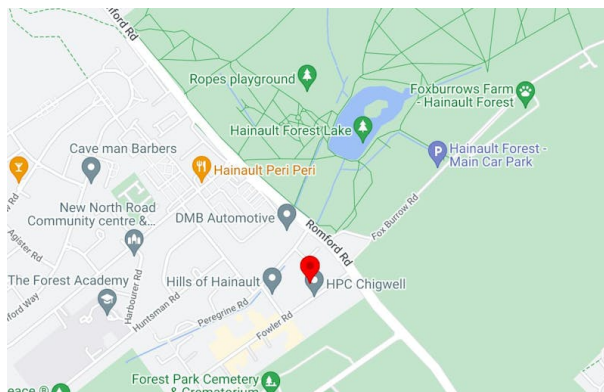 Romford Rd
Ropes playground
Foxburrows Farm
- Hainault Forest
Hainault Forest Lake
Cave man Barbers
Hainault Forest -
Main Car Park
Hainault Peri Peri
New North Road
Community centre &...
DMB Automotive
Romford Rd
Fox Burrow Rd
Agister Rd
The Forest Academy
Harbourer Rd
Hills of Hainault
HPC Chigwell
Huntsman Rd
Peregrine Rd
Fowler Rd
Forest Park Cemetery
& Crematorium